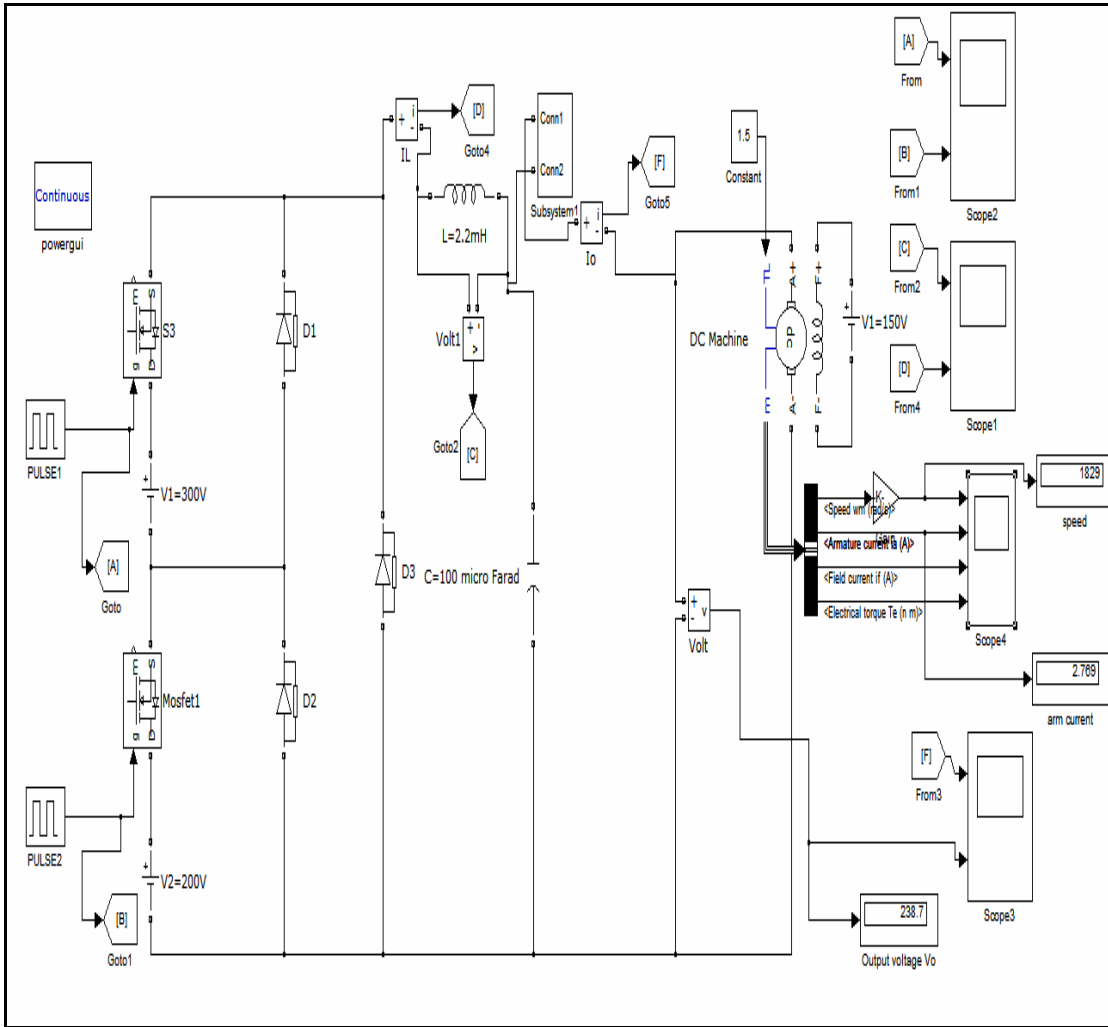 [A]
From
[B]
From1
Scope2
[D]
Goto4
i
+
-
IL
Conn1
Conn2
Subsystem1
[F]
Goto5
i
+
-
Io
1.5
Constant
Continuous
powergui
L=2.2mH
[C]
From2
[D]
From4
Scope1
TL
A+
F+
m
A-
F-
DC Machine
+
V1=150V
m
S
g
D
S3
D1
+
-
v
Volt1
[C]
Goto2
PULSE1
+
V1=300V
[A]
Goto
D3
C=100 micro Farad
<Speed wm (rad/s)>
K-
<Armature current ia (A)>
<Field current if (A)>
<Electrical torque Te (n m)>
Scope4
1829
speed
+
-
v
Volt
2.769
arm current
m
S
g
D
Mosfet1
D2
PULSE2
+
V2=200V
[B]
Goto1
[F]
From3
Scope3
238.7
Output voltage Vo